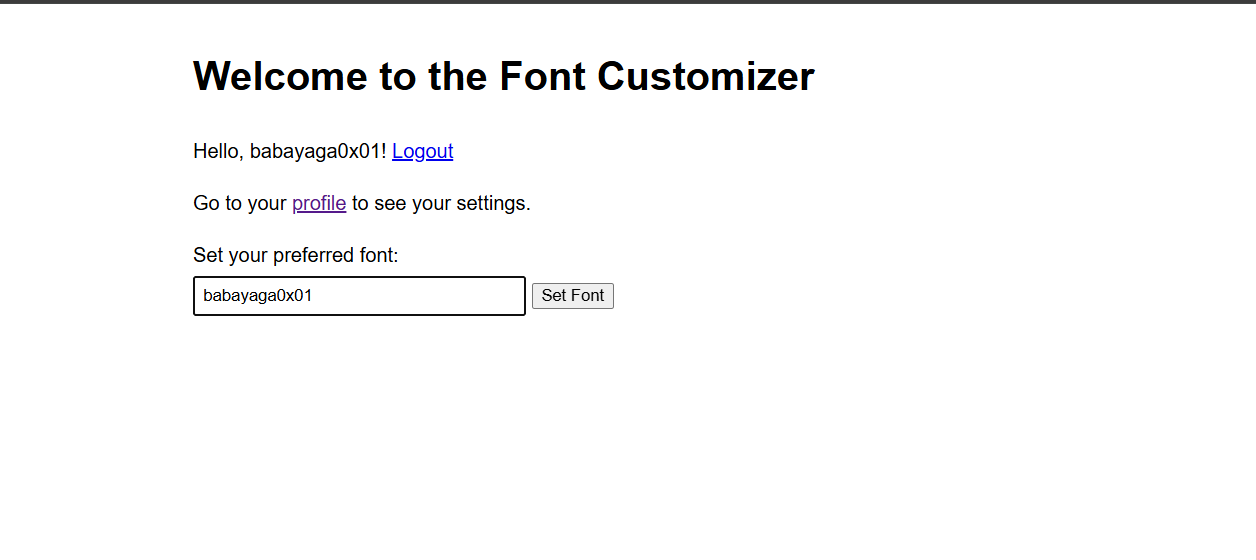 Welcome to the Font Customizer
Hello, babayaga0x01! Logout
Go to your profile to see your settings.
Set your preferred font:
babayaga0x01 Set Font